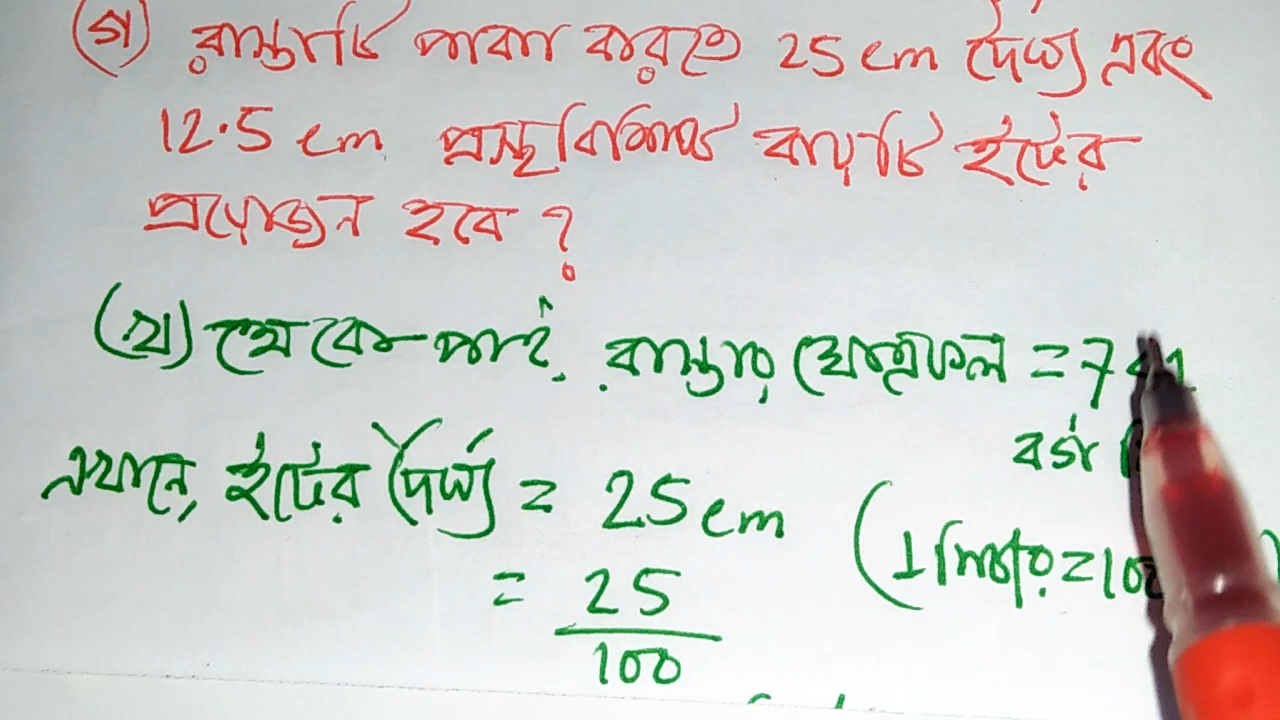 (গ) রাস্তাটি পাকা করতে 25 cm দৈর্ঘ্য এবং
12.5 cm প্রস্থবিশিষ্ট কয়টি ইটের
প্রয়োজন হবে ?
(খ) থেকে পাই, রাস্তার ক্ষেত্রফল = 7
বর্গ
এখানে, ইটের দৈর্ঘ্য = 25 cm
(1 মিটার = 10
= 25
100